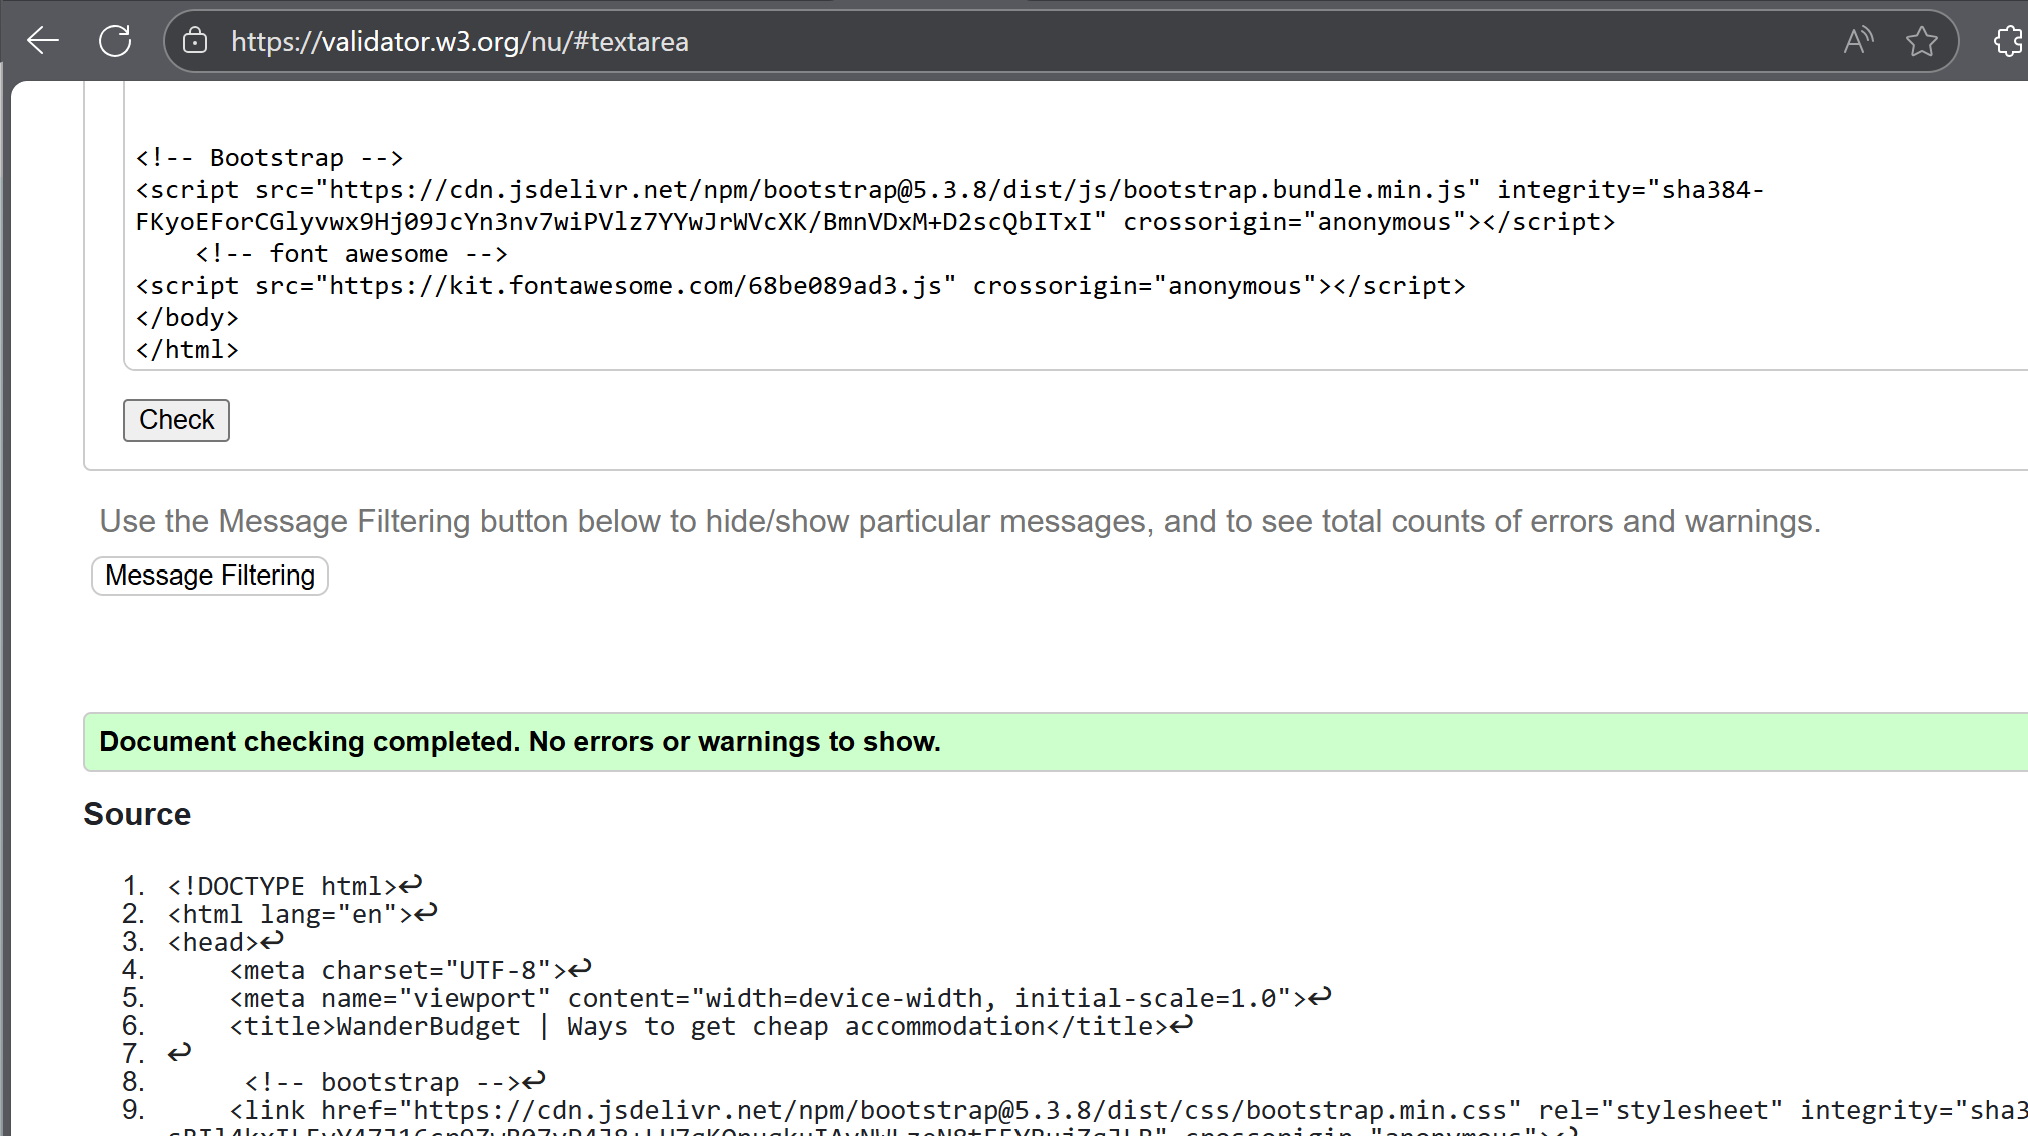 https://validator.w3.org/nu/#textarea
<!-- Bootstrap -->
<script src="https://cdn.jsdelivr.net/npm/bootstrap@5.3.8/dist/js/bootstrap.bundle.min.js" integrity="sha384-
FKyoEForCGlyvwx9Hj09JcYn3nv7wiPVlz7YYwJrWVcXK/BmnVDxM+D2scQbITxI" crossorigin="anonymous"></script>
<!-- font awesome -->
<script src="https://kit.fontawesome.com/68be089ad3.js" crossorigin="anonymous"></script>
</body>
</html>
Check
Use the Message Filtering button below to hide/show particular messages, and to see total counts of errors and warnings.
Message Filtering
Document checking completed. No errors or warnings to show.
Source
1. <!DOCTYPE html>↩
2. <html lang="en">↩
3. <head>↩
4. <meta charset="UTF-8">↩
5. <meta name="viewport" content="width=device-width, initial-scale=1.0">↩
6. <title>WanderBudget | Ways to get cheap accommodation</title>↩
7. ↩
8. <!-- bootstrap -->↩
9. <link href="https://cdn.jsdelivr.net/npm/bootstrap@5.3.8/dist/css/bootstrap.min.css" rel="stylesheet" integrity="sha3
crossorigin="anonymous">↩